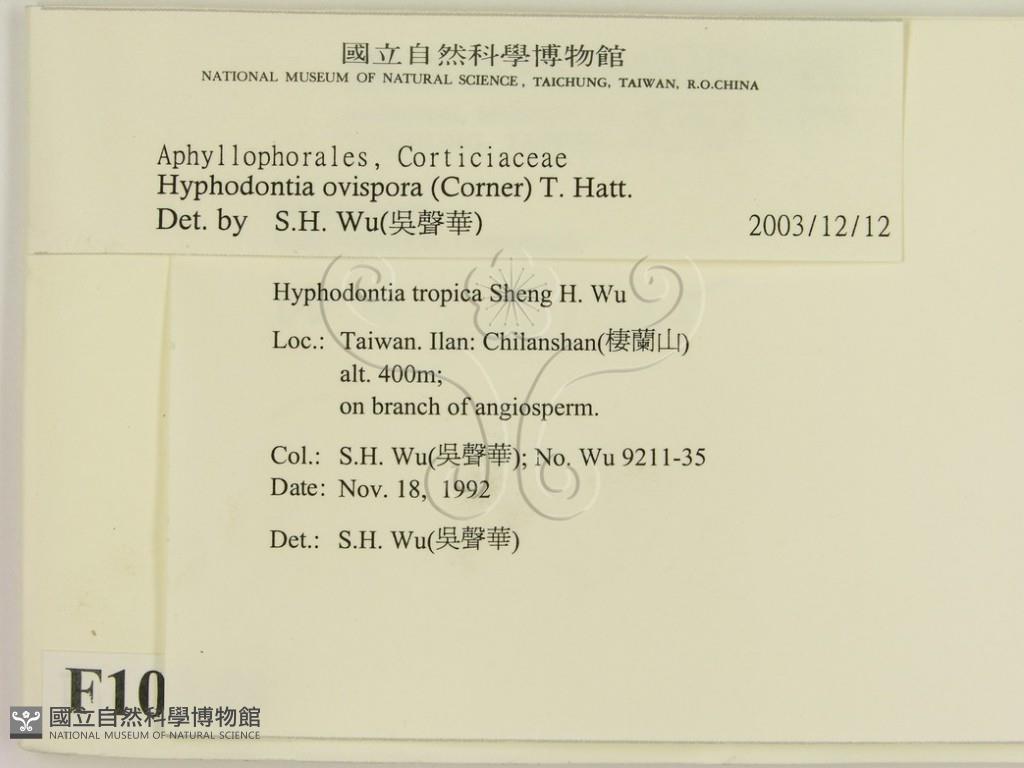 國立自然科學博物館
NATIONAL MUSEUM OF NATURAL SCIENCE, TAICHUNG, TAIWAN, R.O.CHINA
Aphyllophorales, Corticiaceae
Hyphodontia ovispora (Corner) T. Hatt.
Det. by S.H. Wu(吳聲華) 2003/12/12
Hyphodontia tropica Sheng H. Wu
Loc.: Taiwan. Ilan: Chilanshan(棲蘭山)
alt. 400m;
on branch of angiosperm.
Col.: S.H. Wu(吳聲華); No. Wu 9211-35
Date: Nov. 18, 1992
Det.: S.H. Wu(吳聲華)
F10
國立自然科學博物館
NATIONAL MUSEUM OF NATURAL SCIENCE